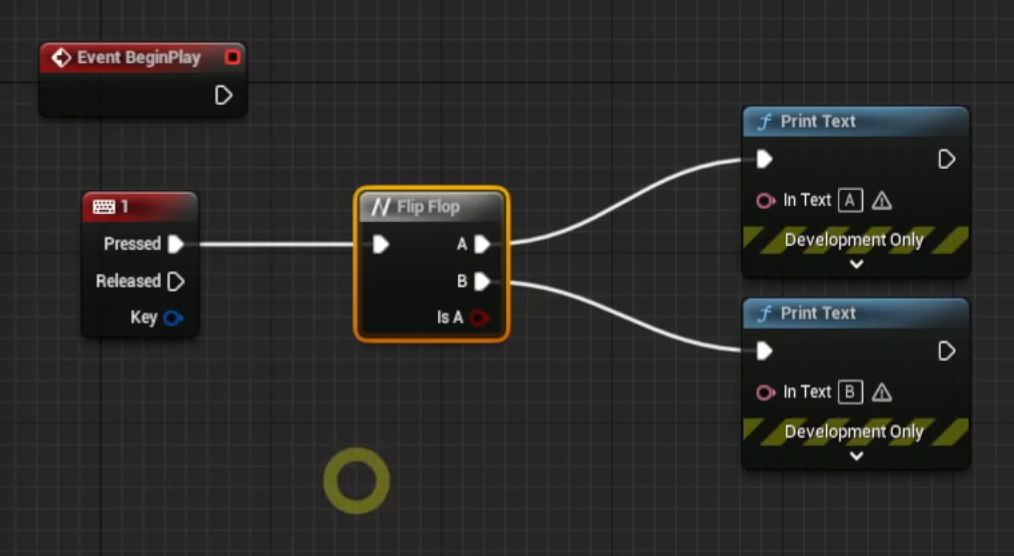 Event BeginPlay
1
Pressed
Released
Key
Flip Flop
A
B
Is A
f Print Text
In Text A
Development Only
f Print Text
In Text B
Development Only